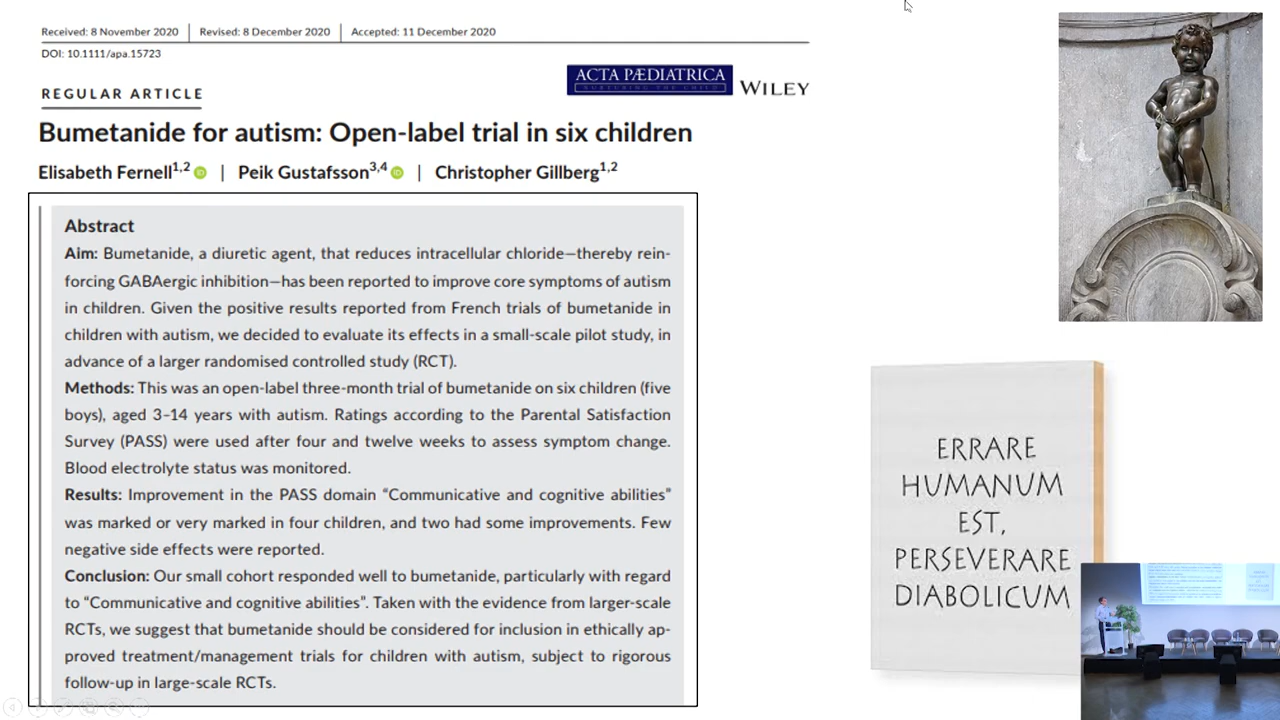 Received: 8 November 2020 | Revised: 8 December 2020 | Accepted: 11 December 2020
DOI: 10.1111/apa.15723
ACTA PÆDIATRICA
NURTURING THE CHILD
WILEY
REGULAR ARTICLE
Bumetanide for autism: Open-label trial in six children
Elisabeth Fernell1,2 | Peik Gustafsson3,4 | Christopher Gillberg1,2
Abstract
Aim: Bumetanide, a diuretic agent, that reduces intracellular chloride—thereby rein-
forcing GABAergic inhibition—has been reported to improve core symptoms of autism
in children. Given the positive results reported from French trials of bumetanide in
children with autism, we decided to evaluate its effects in a small-scale pilot study, in
advance of a larger randomised controlled study (RCT).
Methods: This was an open-label three-month trial of bumetanide on six children (five
boys), aged 3–14 years with autism. Ratings according to the Parental Satisfaction
Survey (PASS) were used after four and twelve weeks to assess symptom change.
Blood electrolyte status was monitored.
Results: Improvement in the PASS domain “Communicative and cognitive abilities”
was marked or very marked in four children, and two had some improvements. Few
negative side effects were reported.
Conclusion: Our small cohort responded well to bumetanide, particularly with regard
to “Communicative and cognitive abilities”. Taken with the evidence from larger-scale
RCTs, we suggest that bumetanide should be considered for inclusion in ethically ap-
proved treatment/management trials for children with autism, subject to rigorous
follow-up in large-scale RCTs.
ERRARE
HUMANUM
EST,
PERSEVERARE
DIABOLICUM